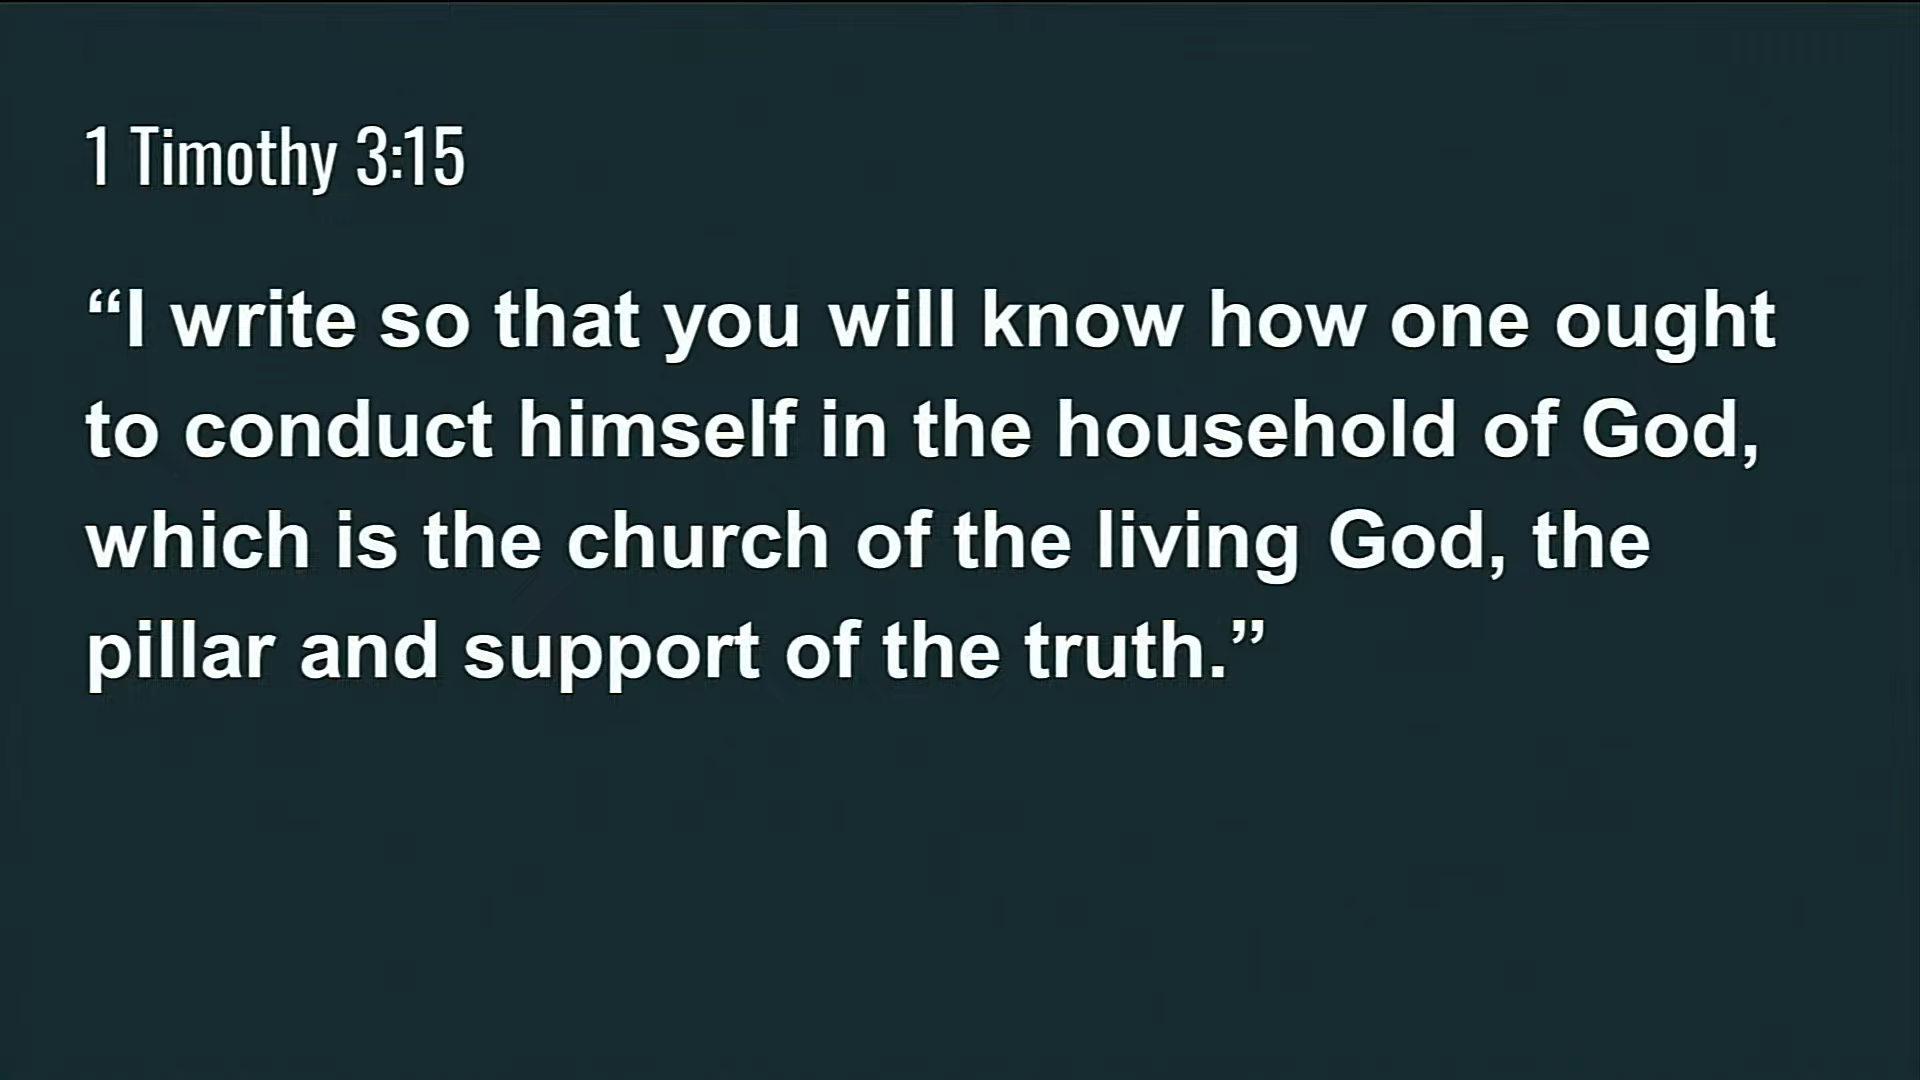 1 Timothy 3:15
“I write so that you will know how one ought
to conduct himself in the household of God,
which is the church of the living God, the
pillar and support of the truth.”